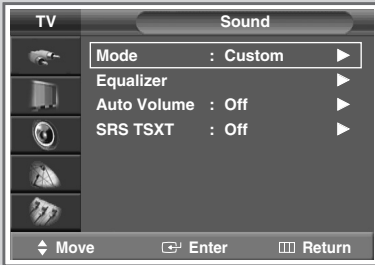 TV Sound
Mode : Custom
Equalizer
Auto Volume : Off
SRS TSXT : Off
Move Enter Return